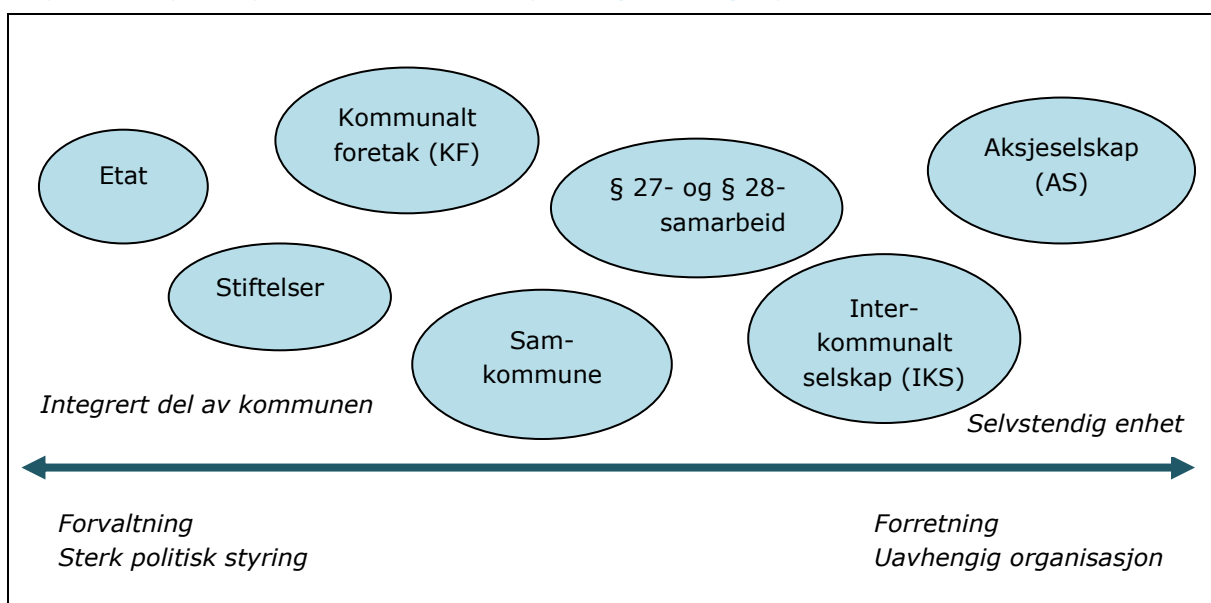 Etat
Kommunalt
foretak (KF)
Aksjeselskap
(AS)
§ 27- og § 28-
samarbeid
Stiftelser
Sam-
kommune
Inter-
kommunalt
selskap (IKS)
Integrert del av kommunen
Selvstendig enhet
Forvaltning
Sterk politisk styring
Forretning
Uavhengig organisasjon